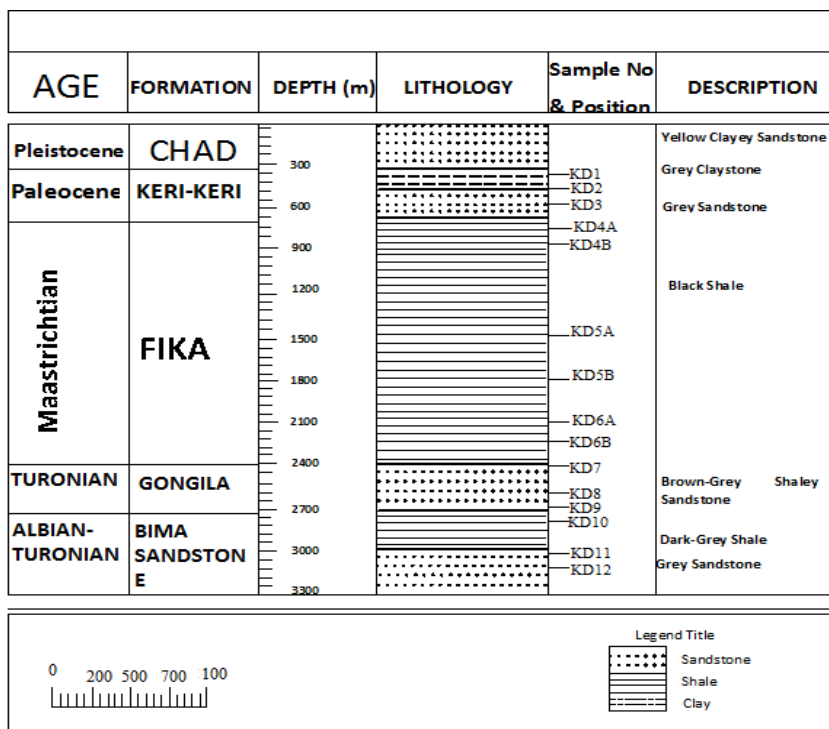 AGE
FORMATION
DEPTH (m)
LITHOLOGY
Sample No
& Position
DESCRIPTION
Pleistocene
CHAD
Paleocene
KERI-KERI
Maastrichtian
FIKA
TURONIAN
GONGILA
ALBIAN-
TURONIAN
BIMA
SANDSTON
E
300
600
900
1200
1500
1800
2100
2400
2700
3000
3300
KD1
KD2
KD3
KD4A
KD4B
KD5A
KD5B
KD6A
KD6B
KD7
KD8
KD9
KD10
KD11
KD12
Yellow Clayey Sandstone
Grey Claystone
Grey Sandstone
Black Shale
Brown-Grey Shaley
Sandstone
Dark-Grey Shale
Grey Sandstone
0 200 500 700 100
Legend Title
Sandstone
Shale
Clay